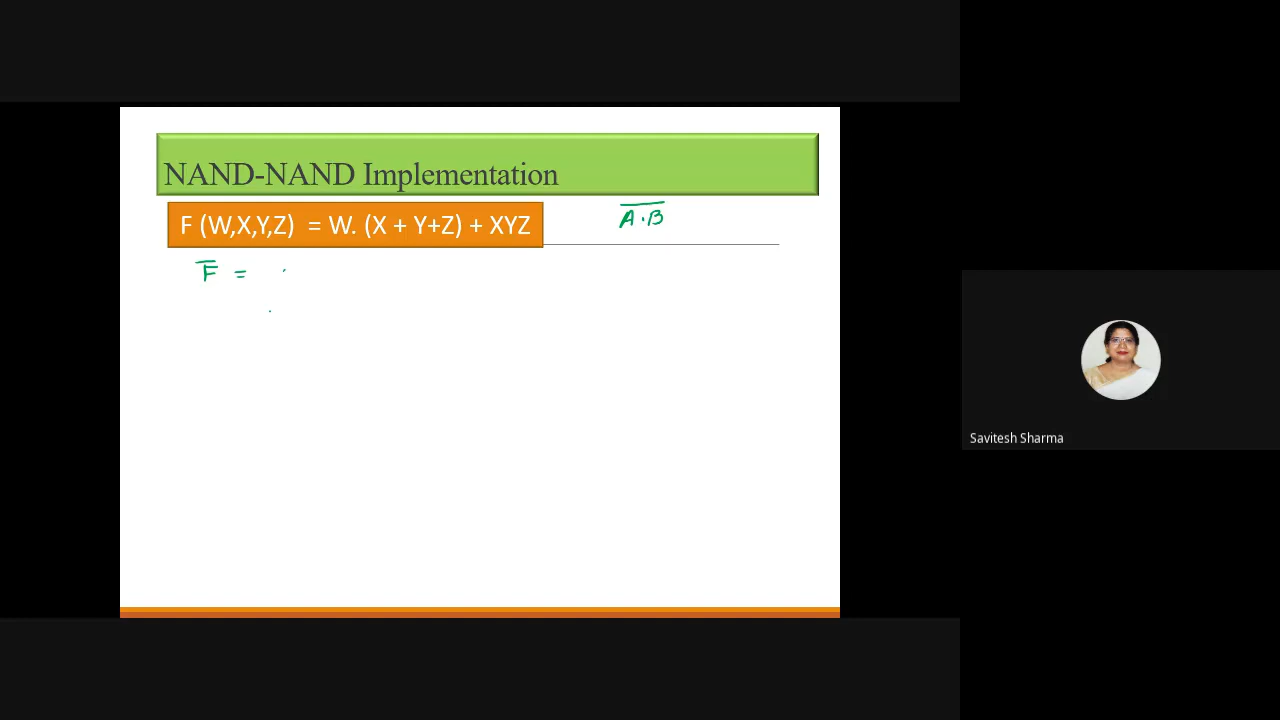 NAND-NAND Implementation
F (W,X,Y,Z) = W. (X + Y+Z) + XYZ
A̅ ̅·̅ ̅B̅
F̅ =
Savitesh Sharma